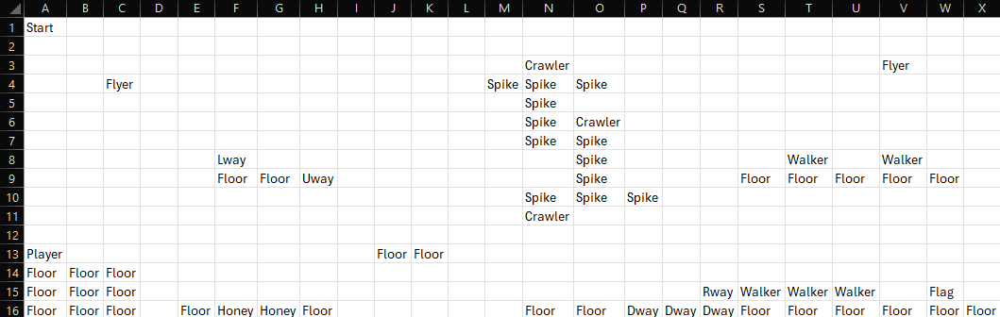 A B C D E F G H I J K L M N O P Q R S T U V W X
1 Start
2
3 Crawler Flyer
4 Flyer Spike Spike Spike
5 Spike
6 Spike Crawler
7 Spike Spike
8 Lway Spike Walker Walker
9 Floor Floor Uway Spike Floor Floor Floor Floor Floor
10 Spike Spike Spike
11 Crawler
12
13 Player Floor Floor
14 Floor Floor Floor
15 Floor Floor Floor Rway Walker Walker Walker Flag
16 Floor Floor Floor Floor Honey Honey Floor Floor Floor Dway Dway Dway Floor Floor Floor Floor Floor Floor